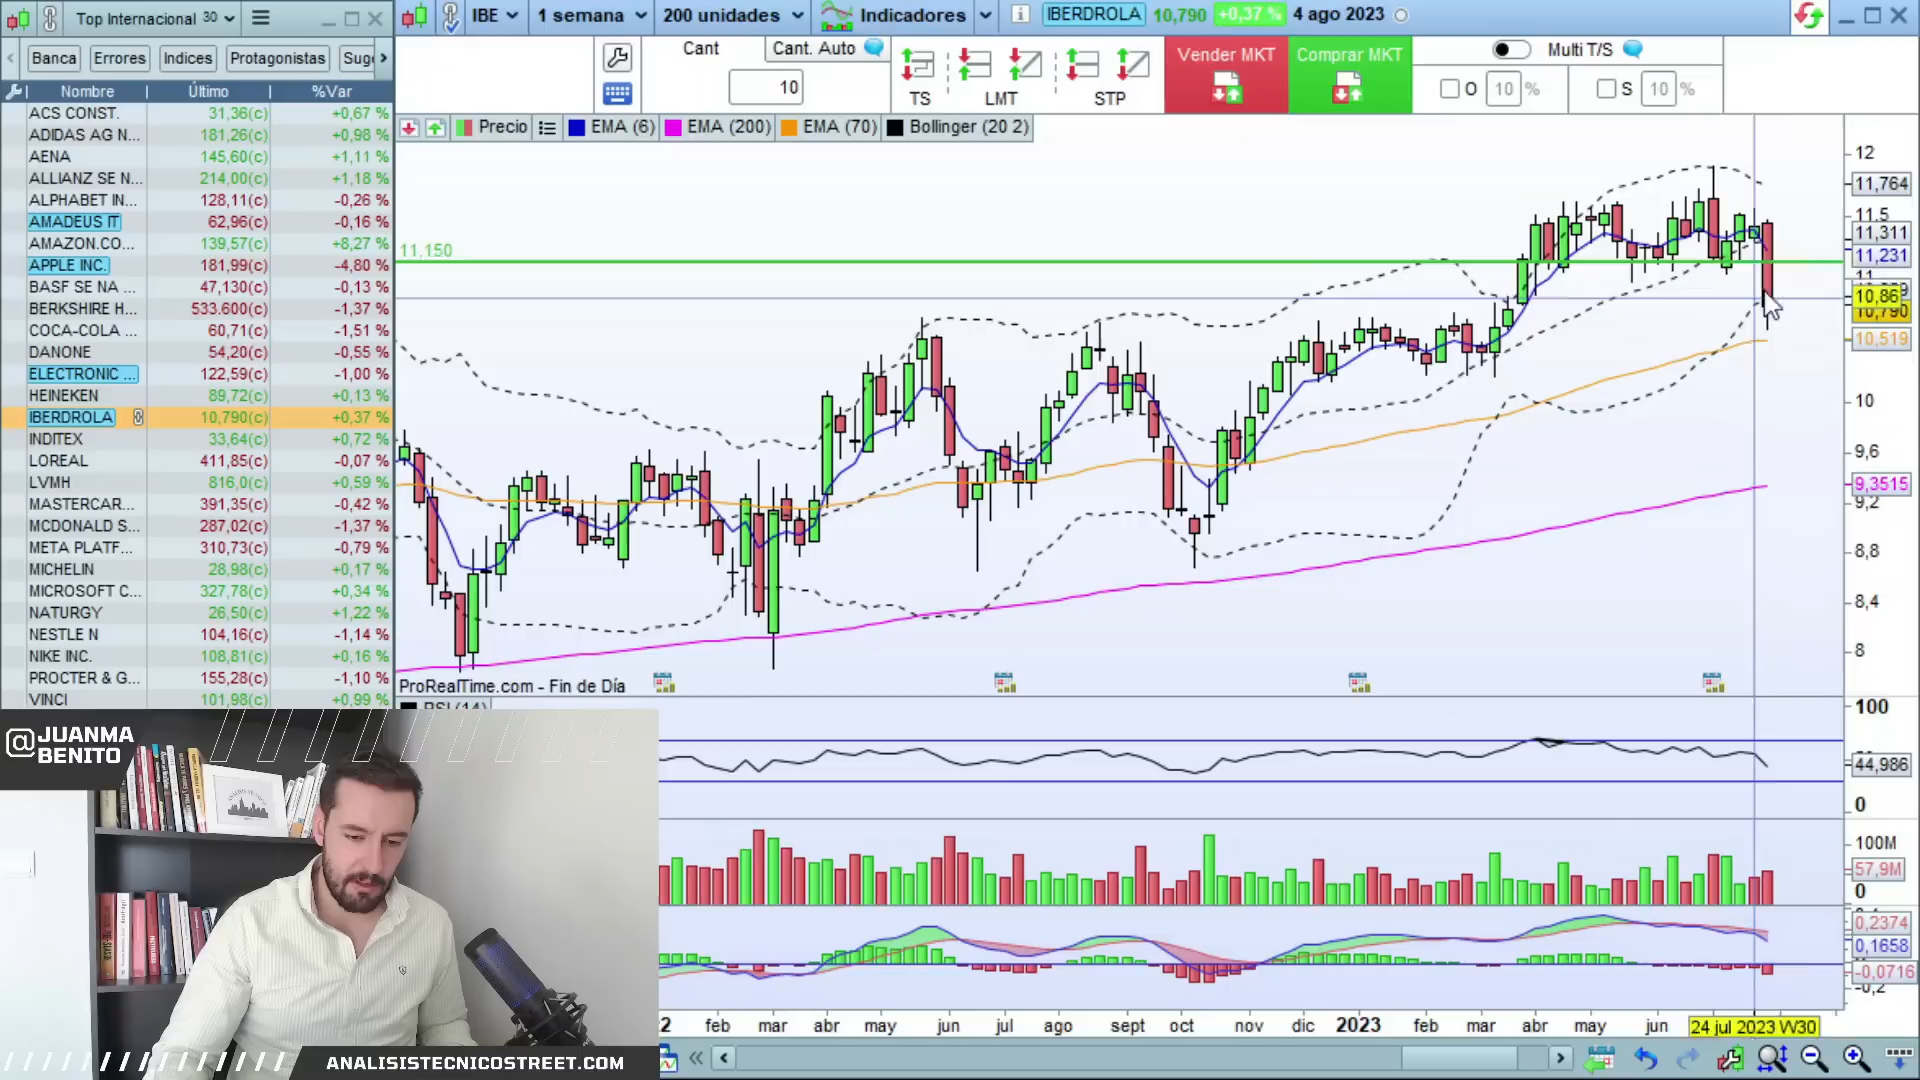 Top Internacional 30
IBE 1 semana 200 unidades Indicadores IBERDROLA 10,790 +0,37 % 4 ago 2023
Banca Errores Indices Protagonistas Suge
Cant Cant. Auto
10
TS LMT STP
Vender MKT
Comprar MKT
Multi T/S
O 10 % S 10 %
Nombre Último %Var
ACS CONST. 31,36(c) +0,67 %
ADIDAS AG N... 181,26(c) +0,98 %
AENA 145,60(c) +1,11 %
ALLIANZ SE N... 214,00(c) +1,18 %
ALPHABET IN... 128,11(c) -0,26 %
AMADEUS IT 62,96(c) -0,16 %
AMAZON.CO... 139,57(c) +8,27 %
APPLE INC. 181,99(c) -4,80 %
BASF SE NA ... 47,130(c) -0,13 %
BERKSHIRE H... 533.600(c) -1,37 %
COCA-COLA ... 60,71(c) -1,51 %
DANONE 54,20(c) -0,55 %
ELECTRONIC ... 122,59(c) -1,00 %
HEINEKEN 89,72(c) +0,13 %
IBERDROLA 10,790(c) +0,37 %
INDITEX 33,64(c) +0,72 %
LOREAL 411,85(c) -0,07 %
LVMH 816,0(c) +0,59 %
MASTERCAR... 391,35(c) -0,42 %
MCDONALD S... 287,02(c) -1,37 %
META PLATF... 310,73(c) -0,79 %
MICHELIN 28,98(c) +0,17 %
MICROSOFT C... 327,78(c) +0,34 %
NATURGY 26,50(c) +1,22 %
NESTLE N 104,16(c) -1,14 %
NIKE INC. 108,81(c) +0,16 %
PROCTER & G... 155,28(c) -1,10 %
VINCI 101,98(c) +0,99 %
Precio EMA (6) EMA (200) EMA (70) Bollinger (20 2)
11,150
12
11,764
11,5
11,311
11,231
11
10,86
10,790
10,519
10
9,6
9,3515
9,2
8,8
8,4
8
ProRealTime.com - Fin de Día
RSI (14)
100
44,986
0
100M
57,9M
0
0,2374
0,1658
-0,0716
-0,2
feb mar abr may jun jul ago sept oct nov dic 2023 feb mar abr may jun 24 jul 2023 W30
@JUANMA
BENITO
ANALISISTECNICOSTREET.COM